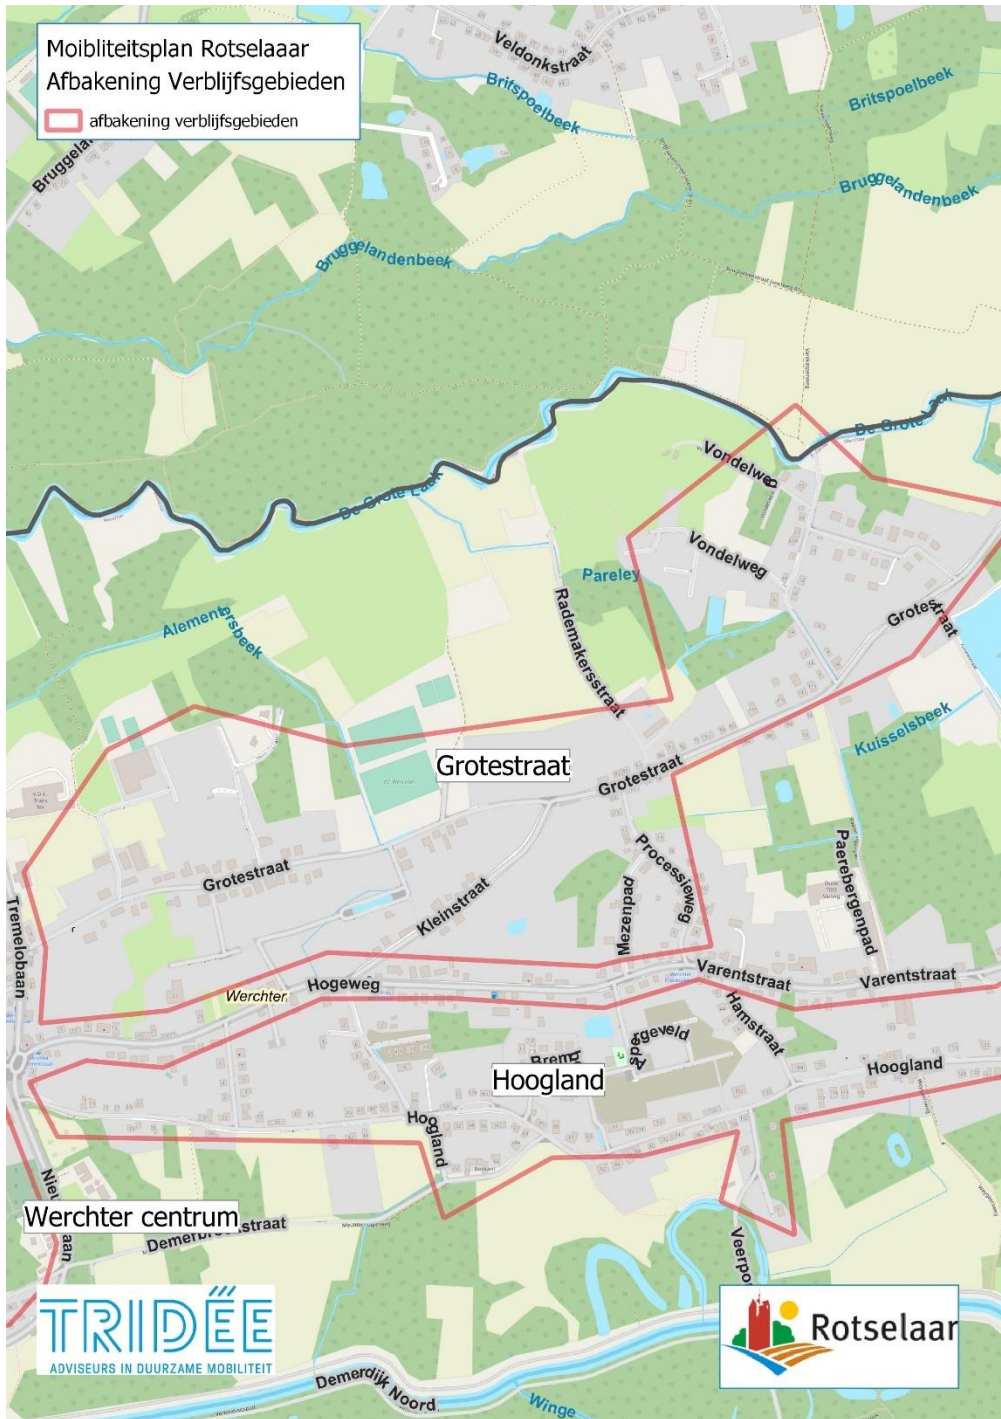 Moibliteitsplan Rotselaaar
Afbakening Verblijfsgebieden
afbakening verblijfsgebieden
Veldonkstraat
Britspoelbeek
Britspoelbeek
Bruggelandenbeek
Bruggelandenbeek
De Grote Laak
De Grote Laak
Vondelweg
Vondelweg
Pareley
Rademakersstraat
Grotestraat
Alementersbeek
Kuisselsbeek
Grotestraat
Grotestraat
Processieweg
Mezenpad
Paerebergenpad
Grotestraat
Kleinstraat
Tremelobaan
Varentstraat
Varentstraat
Werchter
Hogeweg
Hamstraat
Aspergeveld
Hoogland
Hoogland
Hoogland
Werchter centrum
TRIDËE
ADVISEURS IN DUURZAME MOBILITEIT
Rotselaar
Demerdijk Noord
Winge